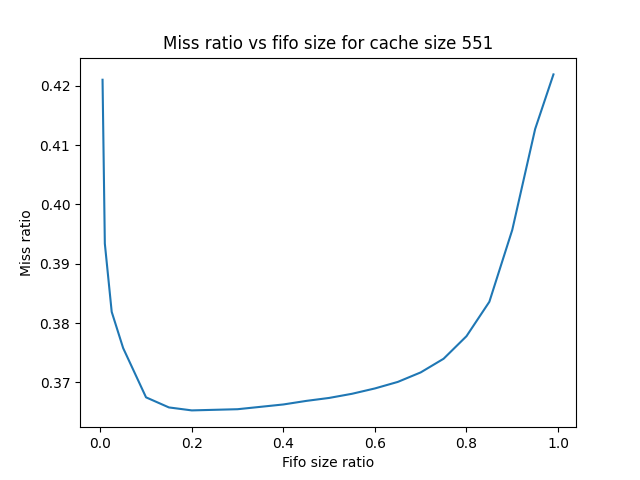 Miss ratio vs fifo size for cache size 551
0.42
0.41
0.40
0.39
0.38
0.37
Miss ratio
0.0 0.2 0.4 0.6 0.8 1.0
Fifo size ratio